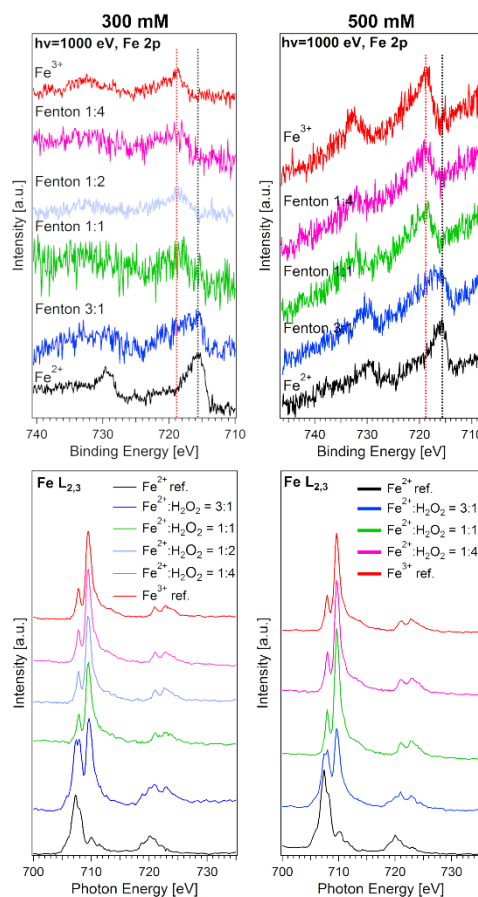 300 mM
hν=1000 eV, Fe 2p
Fe3+
Fenton 1:4
Fenton 1:2
Fenton 1:1
Fenton 3:1
Fe2+
Intensity [a.u.]
740 730 720 710
Binding Energy [eV]
500 mM
hν=1000 eV, Fe 2p
Fe3+
Fenton 1:4
Fenton 1:1
Fenton 3:1
Fe2+
Intensity [a.u.]
740 730 720 710
Binding Energy [eV]
Fe L2,3
Fe2+ ref.
Fe2+:H2O2 = 3:1
Fe2+:H2O2 = 1:1
Fe2+:H2O2 = 1:2
Fe2+:H2O2 = 1:4
Fe3+ ref.
Intensity [a.u.]
700 710 720 730
Photon Energy [eV]
Fe L2,3
Fe2+ ref.
Fe2+:H2O2 = 3:1
Fe2+:H2O2 = 1:1
Fe2+:H2O2 = 1:4
Fe3+ ref.
Intensity [a.u.]
700 710 720 730
Photon Energy [eV]